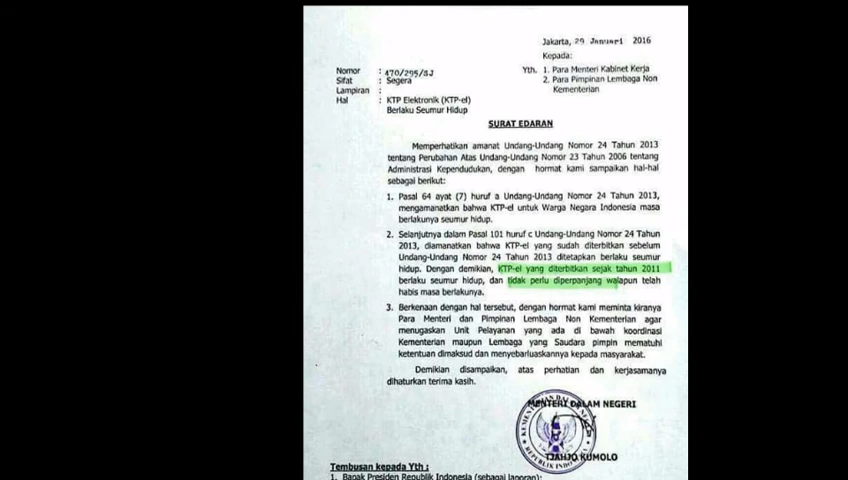 Jakarta, 29 Januari 2016
Kepada:
Nomor : 470/295/SJ
Yth. 1. Para Menteri Kabinet Kerja
Sifat : Segera
2. Para Pimpinan Lembaga Non
Kementerian
Lampiran :
Hal : KTP Elektronik (KTP-el)
Berlaku Seumur Hidup
SURAT EDARAN
Memperhatikan amanat Undang-Undang Nomor 24 Tahun 2013
tentang Perubahan Atas Undang-Undang Nomor 23 Tahun 2006 tentang
Administrasi Kependudukan, dengan hormat kami sampaikan hal-hal
sebagai berikut:
1. Pasal 64 ayat (7) huruf a Undang-Undang Nomor 24 Tahun 2013,
mengamanatkan bahwa KTP-el untuk Warga Negara Indonesia masa
berlakunya seumur hidup.
2. Selanjutnya dalam Pasal 101 huruf c Undang-Undang Nomor 24 Tahun
2013, diamanatkan bahwa KTP-el yang sudah diterbitkan sebelum
Undang-Undang Nomor 24 Tahun 2013 ditetapkan berlaku seumur
hidup. Dengan demikian, KTP-el yang diterbitkan sejak tahun 2011
berlaku seumur hidup, dan tidak perlu diperpanjang walapun telah
habis masa berlakunya.
3. Berkenaan dengan hal tersebut, dengan hormat kami meminta kiranya
Para Menteri dan Pimpinan Lembaga Non Kementerian agar
menugaskan Unit Pelayanan yang ada di bawah koordinasi
Kementerian maupun Lembaga yang Saudara pimpin mematuhi
ketentuan dimaksud dan menyebarluaskannya kepada masyarakat.
Demikian disampaikan, atas perhatian dan kerjasamanya
dihaturkan terima kasih.
MENTERI DALAM NEGERI
REPUBLIK INDONESIA
TJAHJO KUMOLO
Tembusan kepada Yth :
1. Bapak Presiden Republik Indonesia (sebagai laporan);